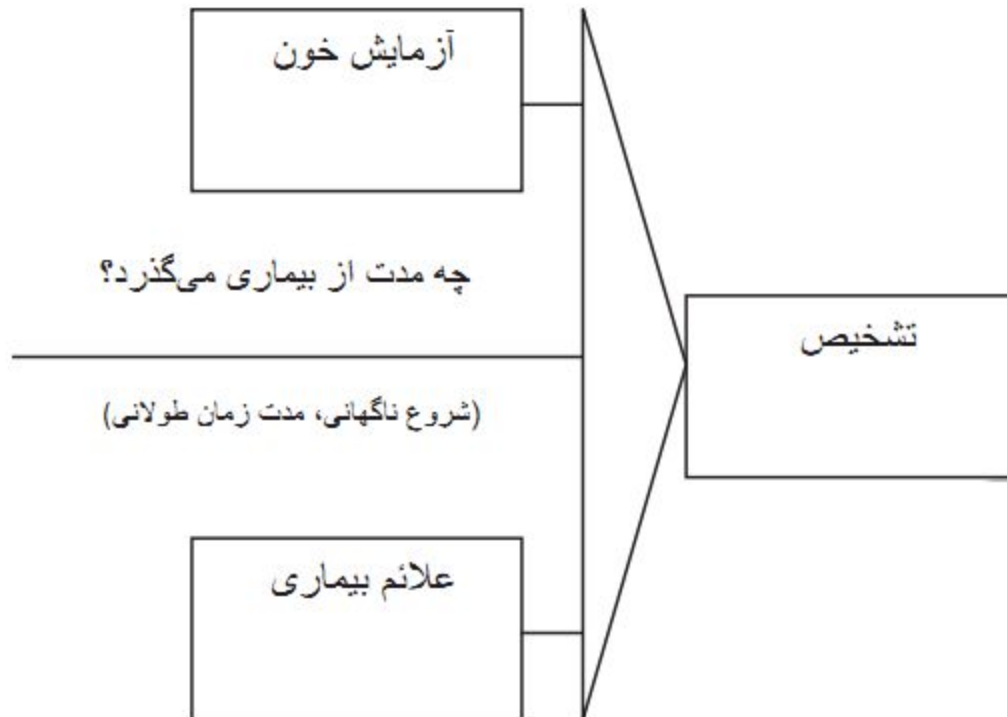 آزمایش خون
چه مدت از بیماری می‌گذرد؟
تشخیص
(شروع ناگهانی، مدت زمان طولانی)
علائم بیماری